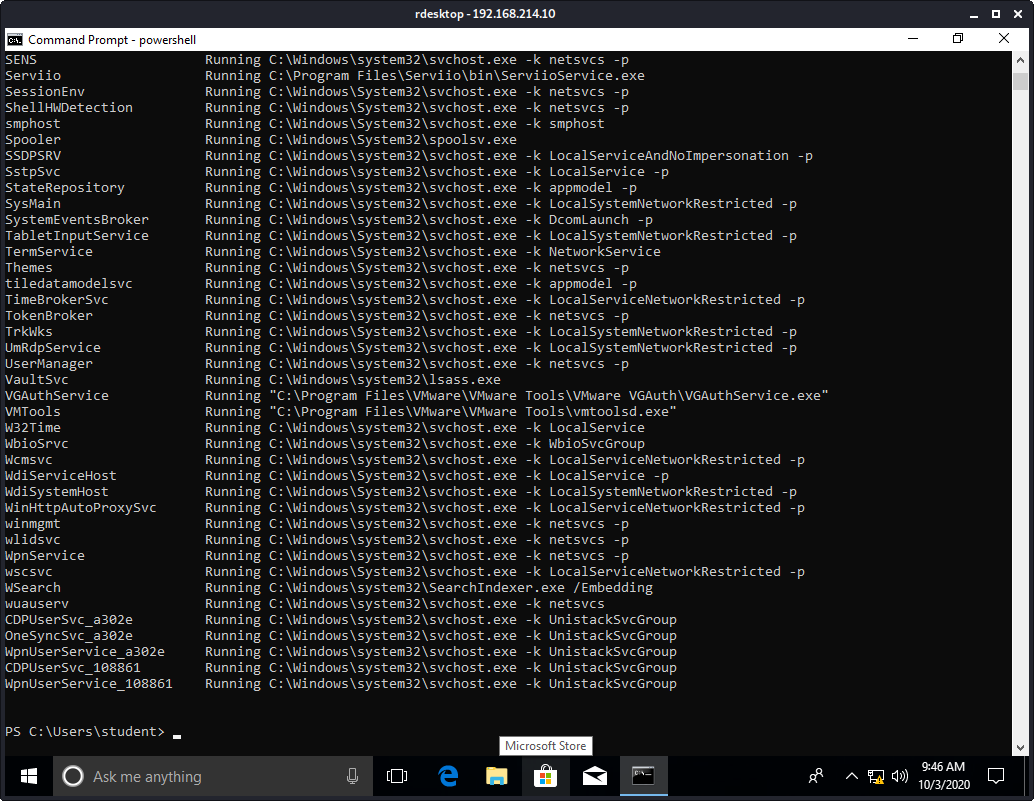 rdesktop - 192.168.214.10
Command Prompt - powershell
SENS Running C:\Windows\system32\svchost.exe -k netsvcs -p
Serviio Running C:\Program Files\Serviio\bin\ServiioService.exe
SessionEnv Running C:\Windows\System32\svchost.exe -k netsvcs -p
ShellHWDetection Running C:\Windows\System32\svchost.exe -k netsvcs -p
smphost Running C:\Windows\System32\svchost.exe -k smphost
Spooler Running C:\Windows\System32\spoolsv.exe
SSDPSRV Running C:\Windows\system32\svchost.exe -k LocalServiceAndNoImpersonation -p
SstpSvc Running C:\Windows\system32\svchost.exe -k LocalService -p
StateRepository Running C:\Windows\system32\svchost.exe -k appmodel -p
SysMain Running C:\Windows\system32\svchost.exe -k LocalSystemNetworkRestricted -p
SystemEventsBroker Running C:\Windows\system32\svchost.exe -k DcomLaunch -p
TabletInputService Running C:\Windows\System32\svchost.exe -k LocalSystemNetworkRestricted -p
TermService Running C:\Windows\System32\svchost.exe -k NetworkService
Themes Running C:\Windows\System32\svchost.exe -k netsvcs -p
tiledatamodelsvc Running C:\Windows\system32\svchost.exe -k appmodel -p
TimeBrokerSvc Running C:\Windows\system32\svchost.exe -k LocalServiceNetworkRestricted -p
TokenBroker Running C:\Windows\system32\svchost.exe -k netsvcs -p
TrkWks Running C:\Windows\System32\svchost.exe -k LocalSystemNetworkRestricted -p
UmRdpService Running C:\Windows\System32\svchost.exe -k LocalSystemNetworkRestricted -p
UserManager Running C:\Windows\system32\svchost.exe -k netsvcs -p
VaultSvc Running C:\Windows\system32\lsass.exe
VGAuthService Running "C:\Program Files\VMware\VMware Tools\VMware VGAuth\VGAuthService.exe"
VMTools Running "C:\Program Files\VMware\VMware Tools\vmtoolsd.exe"
W32Time Running C:\Windows\system32\svchost.exe -k LocalService
WbioSrvc Running C:\Windows\system32\svchost.exe -k WbioSvcGroup
Wcmsvc Running C:\Windows\system32\svchost.exe -k LocalServiceNetworkRestricted -p
WdiServiceHost Running C:\Windows\System32\svchost.exe -k LocalService -p
WdiSystemHost Running C:\Windows\System32\svchost.exe -k LocalSystemNetworkRestricted -p
WinHttpAutoProxySvc Running C:\Windows\system32\svchost.exe -k LocalServiceNetworkRestricted -p
winmgmt Running C:\Windows\system32\svchost.exe -k netsvcs -p
wlidsvc Running C:\Windows\system32\svchost.exe -k netsvcs -p
WpnService Running C:\Windows\system32\svchost.exe -k netsvcs -p
wscsvc Running C:\Windows\System32\svchost.exe -k LocalServiceNetworkRestricted -p
WSearch Running C:\Windows\system32\SearchIndexer.exe /Embedding
wuauserv Running C:\Windows\system32\svchost.exe -k netsvcs
CDPUserSvc_a302e Running C:\Windows\system32\svchost.exe -k UnistackSvcGroup
OneSyncSvc_a302e Running C:\Windows\system32\svchost.exe -k UnistackSvcGroup
WpnUserService_a302e Running C:\Windows\system32\svchost.exe -k UnistackSvcGroup
CDPUserSvc_108861 Running C:\Windows\system32\svchost.exe -k UnistackSvcGroup
WpnUserService_108861 Running C:\Windows\system32\svchost.exe -k UnistackSvcGroup
PS C:\Users\student> _
Microsoft Store
Ask me anything
9:46 AM
10/3/2020